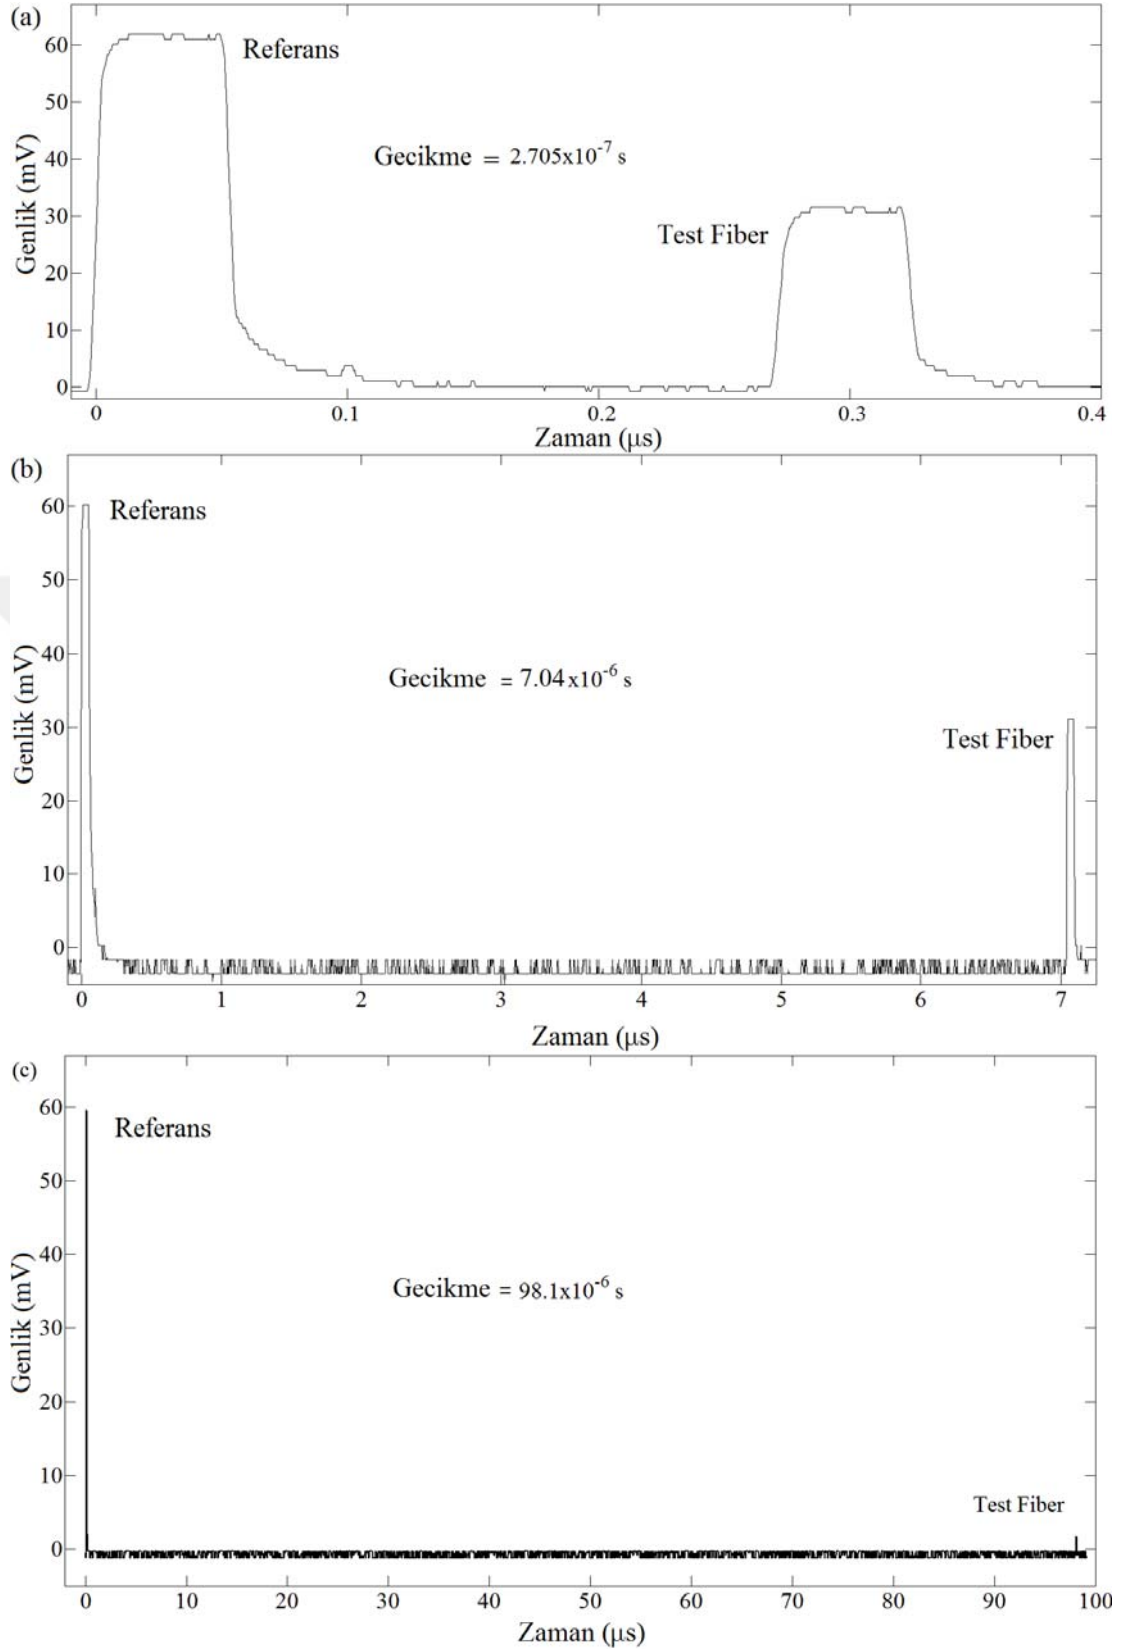 (a)
60
50
40
30
20
10
0
Genlik (mV)
Referans
Gecikme = 2.705x10⁻⁷ s
Test Fiber
0 0.1 0.2 0.3 0.4
Zaman (μs)
(b)
60
50
40
30
20
10
0
Genlik (mV)
Referans
Gecikme = 7.04x10⁻⁶ s
Test Fiber
0 1 2 3 4 5 6 7
Zaman (μs)
(c)
60
50
40
30
20
10
0
Genlik (mV)
Referans
Gecikme = 98.1x10⁻⁶ s
Test Fiber
0 10 20 30 40 50 60 70 80 90 100
Zaman (μs)